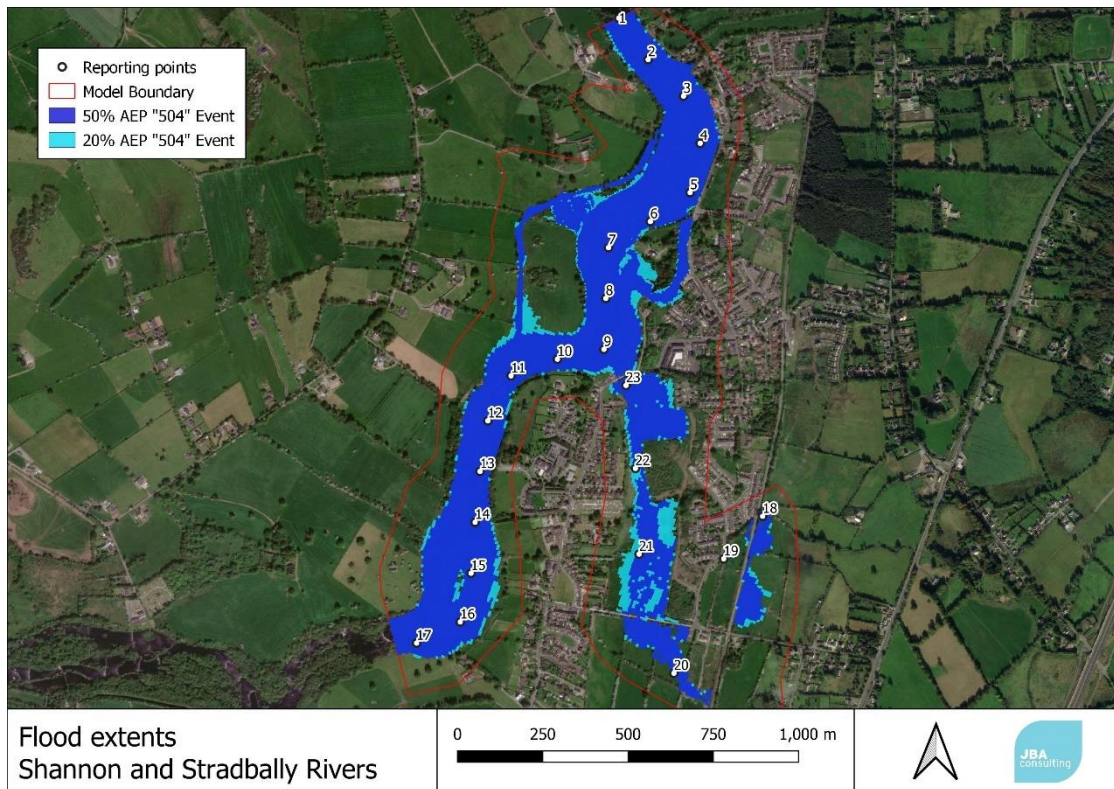 1
2
3
4
5
6
7
8
9
10
11
12
13
14
15
16
17
18
19
20
21
22
23
Reporting points
Model Boundary
50% AEP "504" Event
20% AEP "504" Event
Flood extents
Shannon and Stradbally Rivers
0 250 500 750 1,000 m
JBA
consulting